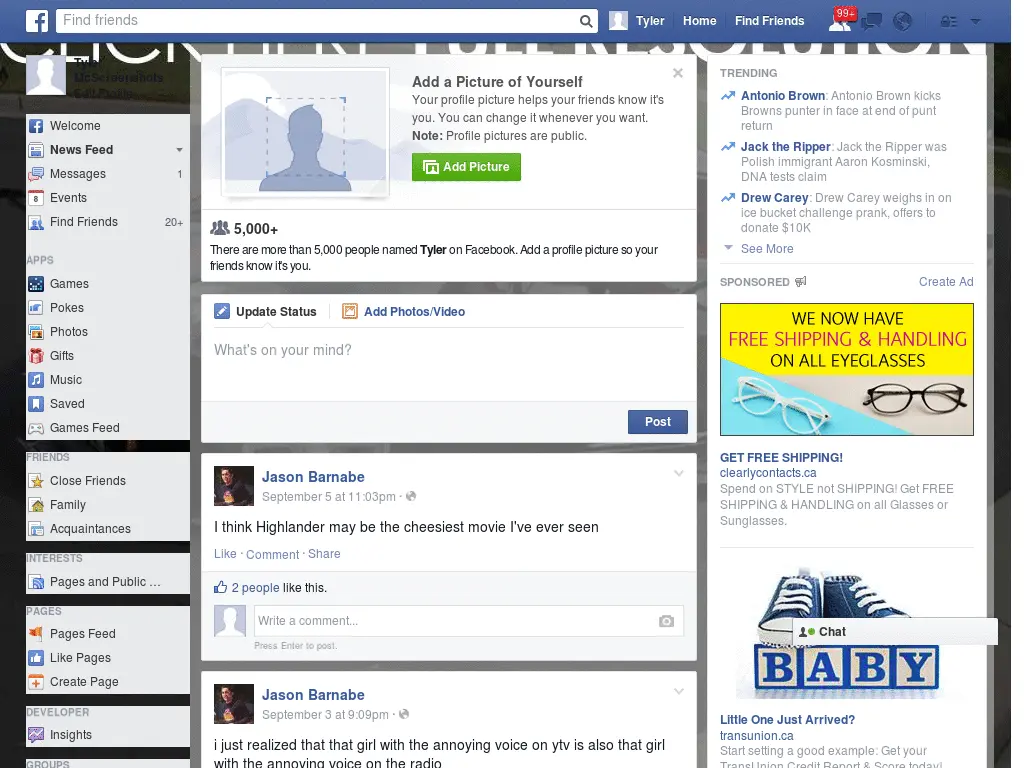 Find friends
Tyler
Home
Find Friends
99+
Tyler
McScreenshots
Edit Profile
Welcome
News Feed
Messages 1
8 Events
Find Friends 20+
APPS
Games
Pokes
Photos
Gifts
Music
Saved
Games Feed
FRIENDS
Close Friends
Family
Acquaintances
INTERESTS
Pages and Public ...
PAGES
Pages Feed
Like Pages
Create Page
DEVELOPER
Insights
GROUPS
Add a Picture of Yourself
Your profile picture helps your friends know it's
you. You can change it whenever you want.
Note: Profile pictures are public.
Add Picture
5,000+
There are more than 5,000 people named Tyler on Facebook. Add a profile picture so your
friends know it's you.
Update Status
Add Photos/Video
What's on your mind?
Post
Jason Barnabe
September 5 at 11:03pm ·
I think Highlander may be the cheesiest movie I've ever seen
Like · Comment · Share
2 people like this.
Write a comment...
Press Enter to post.
Jason Barnabe
September 3 at 9:09pm ·
i just realized that that girl with the annoying voice on ytv is also that girl
with the annoying voice on the radio
TRENDING
Antonio Brown: Antonio Brown kicks
Browns punter in face at end of punt
return
Jack the Ripper: Jack the Ripper was
Polish immigrant Aaron Kosminski,
DNA tests claim
Drew Carey: Drew Carey weighs in on
ice bucket challenge prank, offers to
donate $10K
See More
SPONSORED
Create Ad
WE NOW HAVE
FREE SHIPPING & HANDLING
ON ALL EYEGLASSES
GET FREE SHIPPING!
clearlycontacts.ca
Spend on STYLE not SHIPPING! Get FREE
SHIPPING & HANDLING on all Glasses or
Sunglasses.
Chat
BABY
Little One Just Arrived?
transunion.ca
Start setting a good example: Get your
TransUnion Credit Report & Score today!